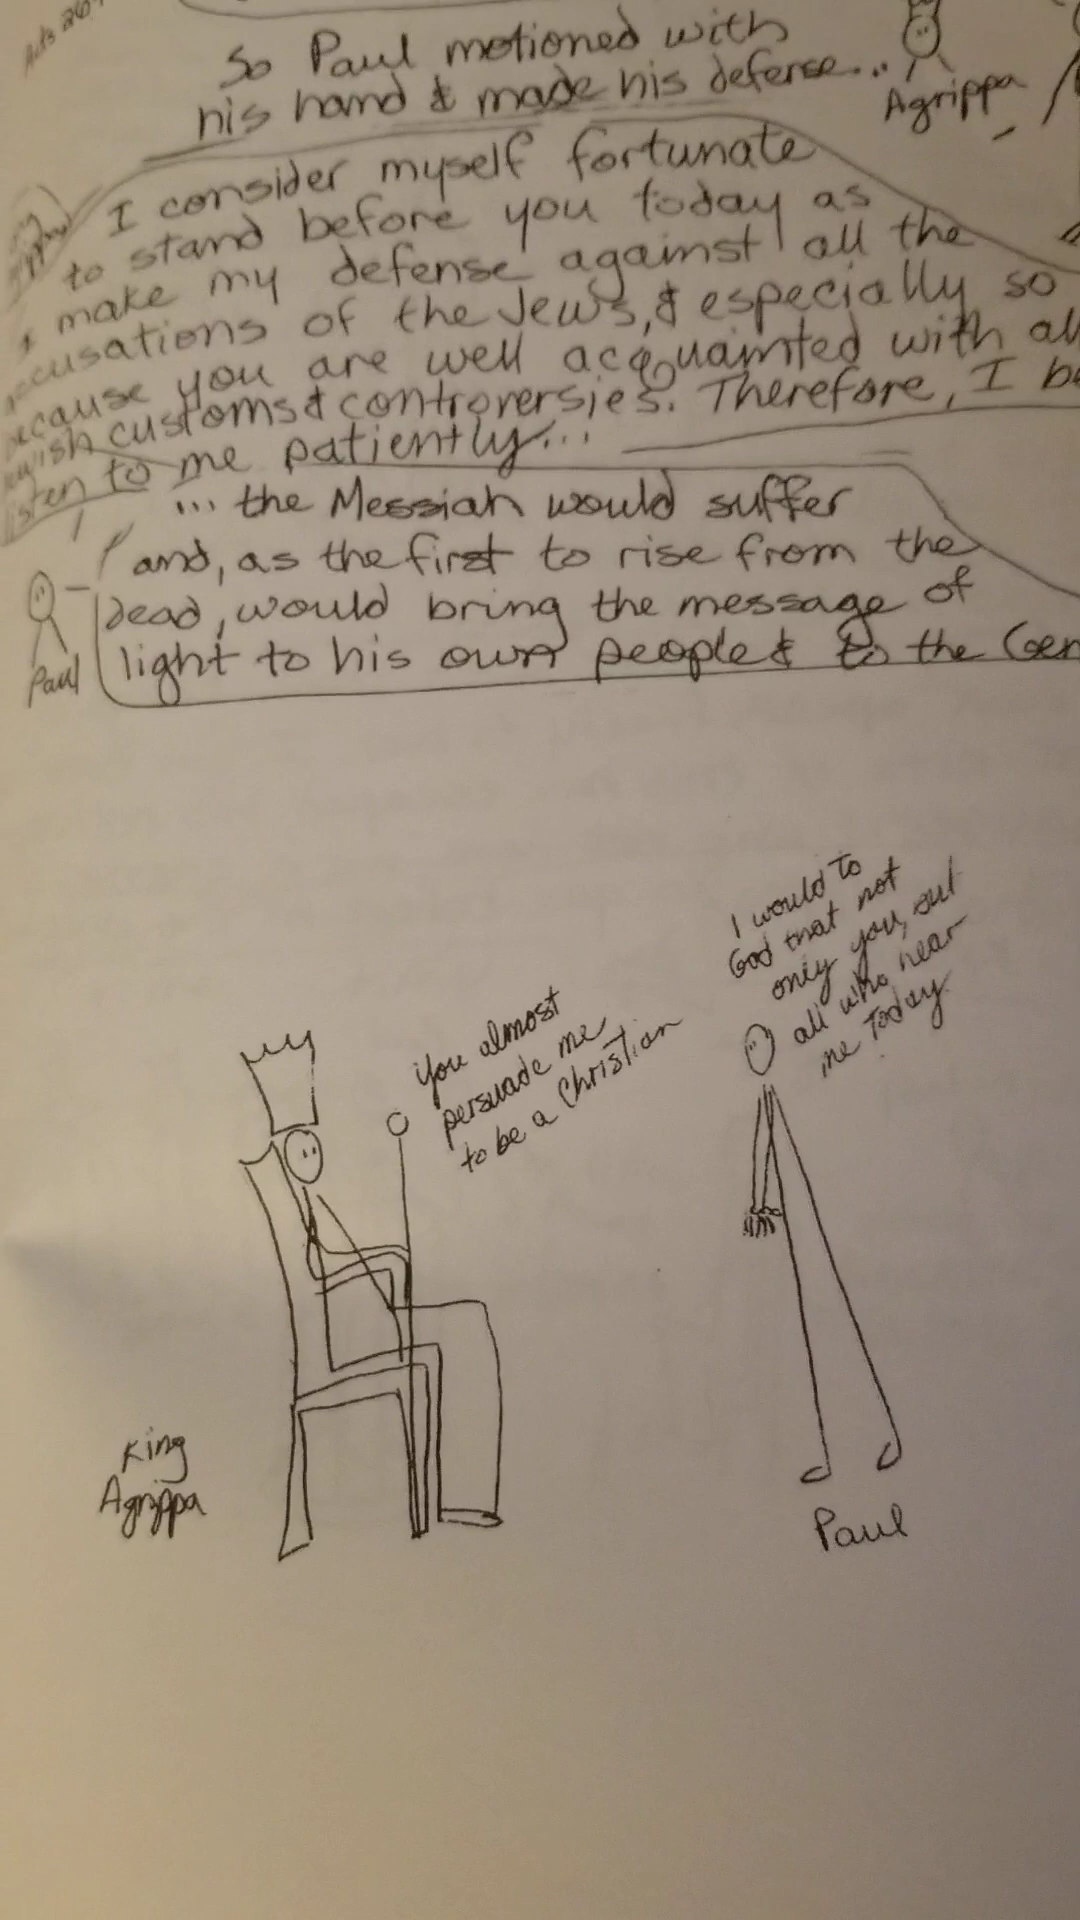 Acts 26
So Paul motioned with
his hand & made his defense...
Agrippa
I consider myself fortunate
to stand before you today as
I make my defense against all the
accusations of the Jews, & especially so
because you are well acquainted with all
Jewish customs & controversies. Therefore, I be
listen to me patiently...
... the Messiah would suffer
and, as the first to rise from the
dead, would bring the message of
light to his own people & to the Gen
Paul
I would to
God that not
only you, but
all who hear
me today
You almost
persuade me
to be a Christian
King
Agrippa
Paul